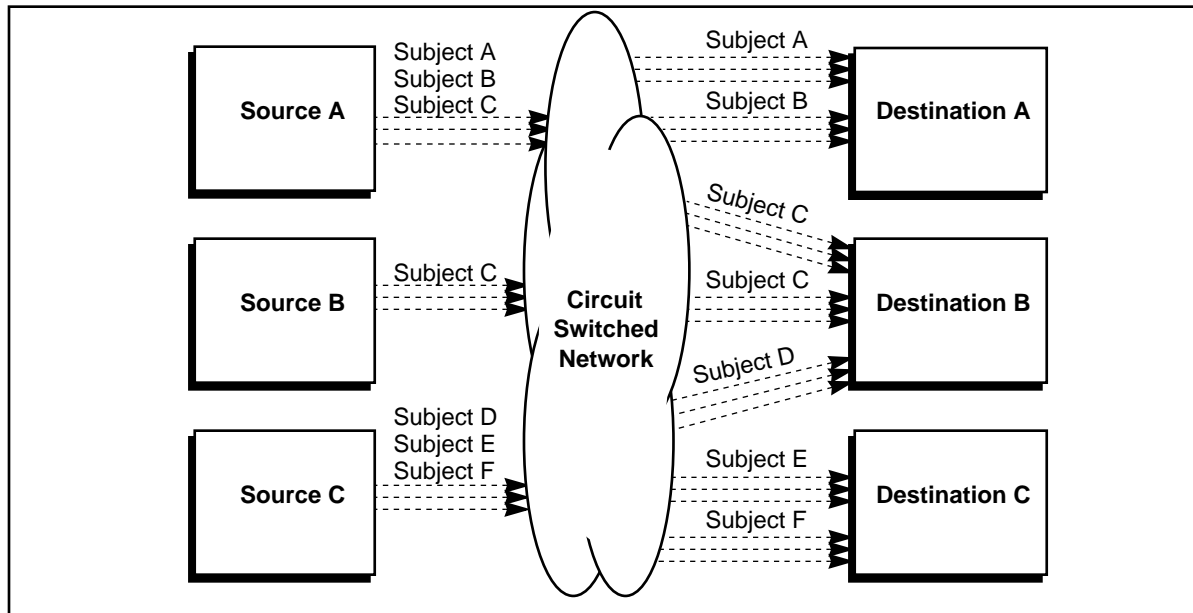 Source A
Subject A
Subject B
Subject C
Subject A
Subject B
Destination A
Source B
Subject C
Circuit
Switched
Network
Subject C
Subject C
Subject D
Destination B
Source C
Subject D
Subject E
Subject F
Subject E
Subject F
Destination C